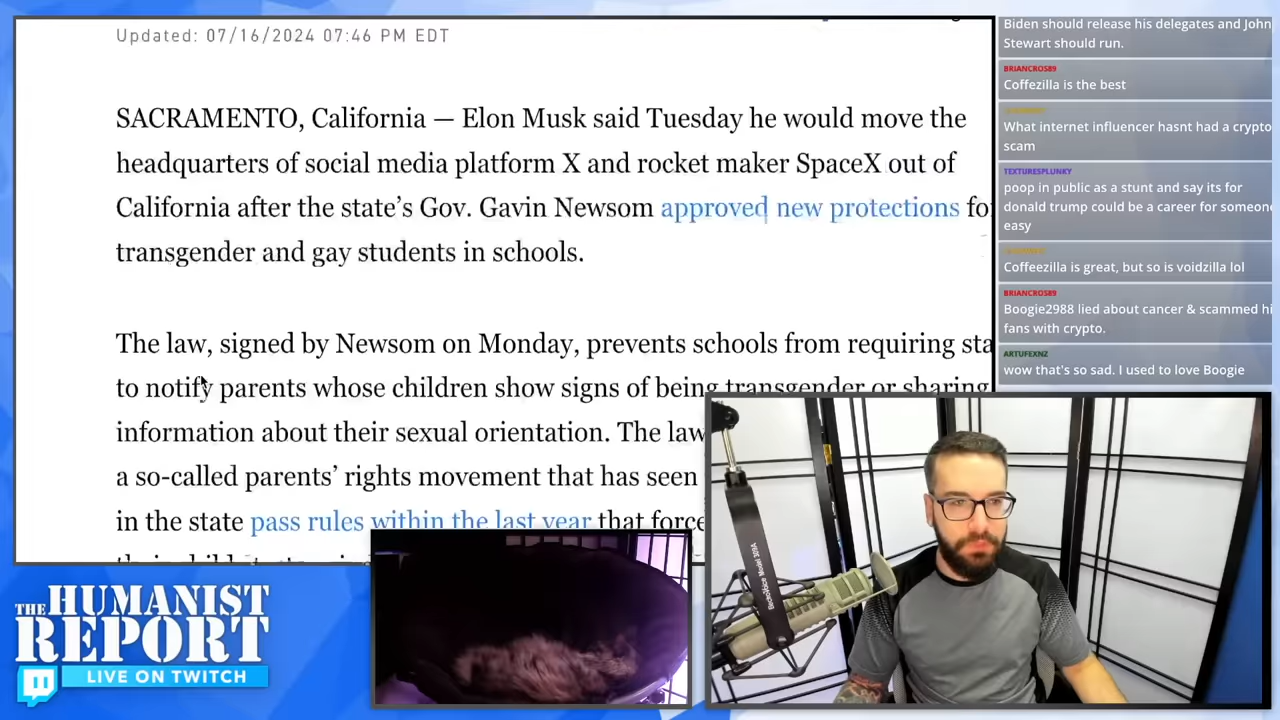 Updated: 07/16/2024 07:46 PM EDT
SACRAMENTO, California — Elon Musk said Tuesday he would move the
headquarters of social media platform X and rocket maker SpaceX out of
California after the state's Gov. Gavin Newsom approved new protections
transgender and gay students in schools.
The law, signed by Newsom on Monday, prevents schools from requiring
to notify parents whose children show signs of being transgender or sharing
information about their sexual orientation. The law
a so-called parents' rights movement that has seen
in the state pass rules within the last year that
Biden should release his delegates and John
Stewart should run.
BRIANCROS89
Coffezilla is the best
What internet influencer hasnt had a crypto
scam
TEXTURESPLUNKY
poop in public as a stunt and say its for
donald trump could be a career for someone
easy
Coffeezilla is great, but so is voidzilla lol
BRIANCROS89
Boogie2988 lied about cancer & scammed
fans with crypto.
ARTUFEXNZ
wow that's so sad. I used to love Boogie
THE HUMANIST
REPORT
LIVE ON TWITCH